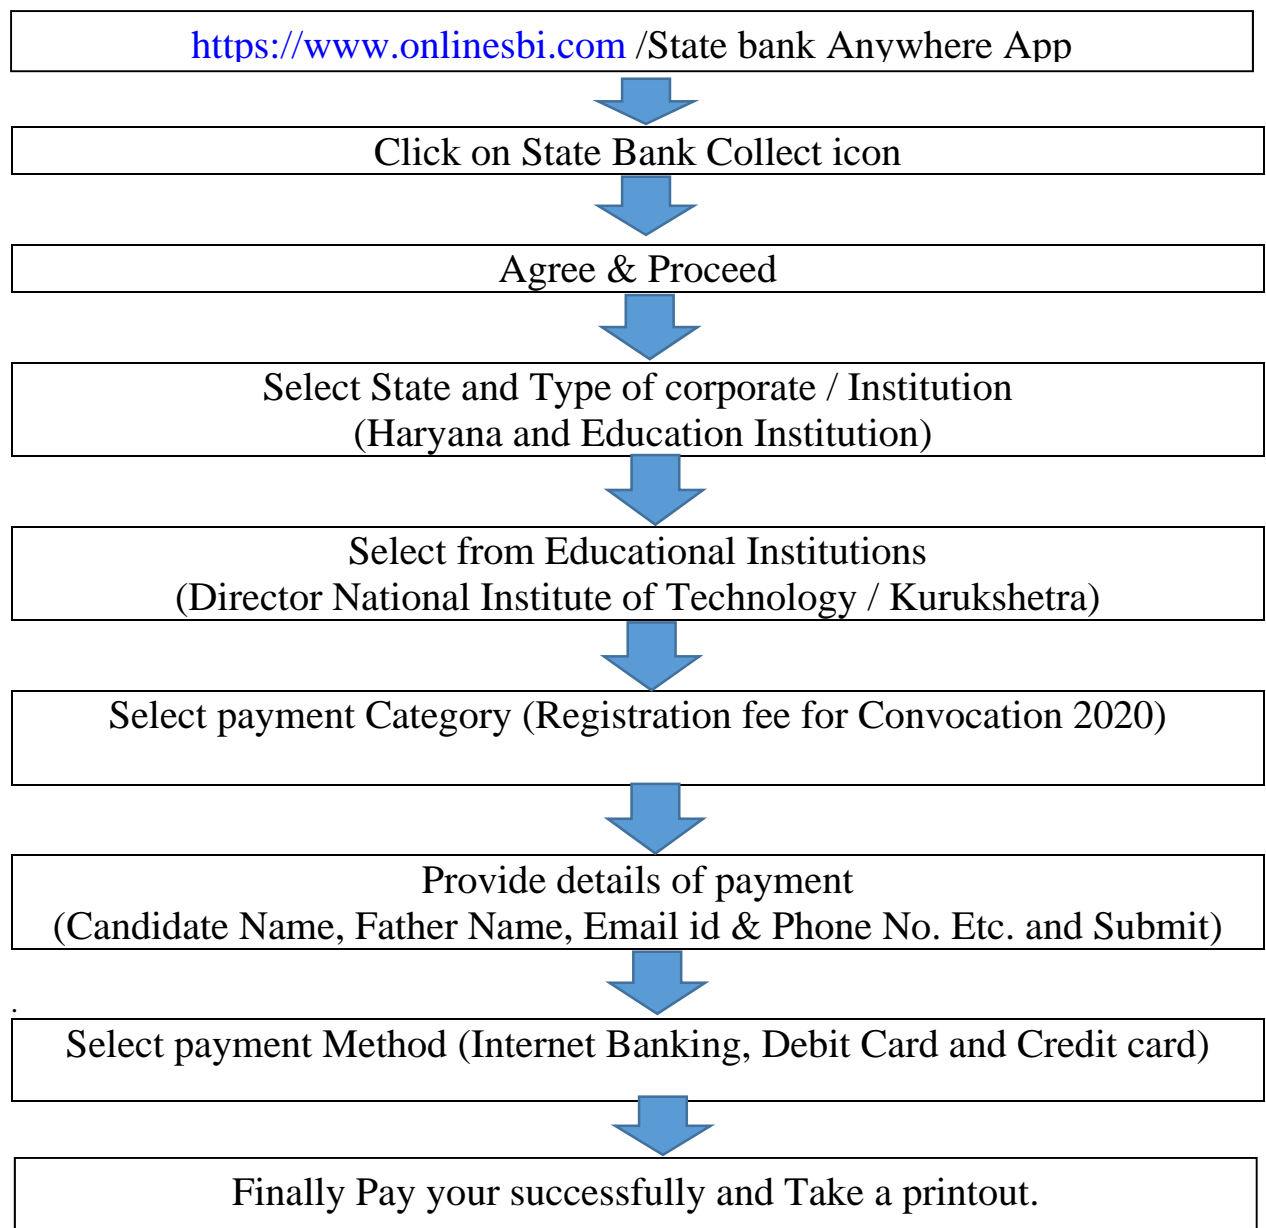 https://www.onlinesbi.com /State bank Anywhere App
Click on State Bank Collect icon
Agree & Proceed
Select State and Type of corporate / Institution
(Haryana and Education Institution)
Select from Educational Institutions
(Director National Institute of Technology / Kurukshetra)
Select payment Category (Registration fee for Convocation 2020)
Provide details of payment
(Candidate Name, Father Name, Email id & Phone No. Etc. and Submit)
.
Select payment Method (Internet Banking, Debit Card and Credit card)
Finally Pay your successfully and Take a printout.